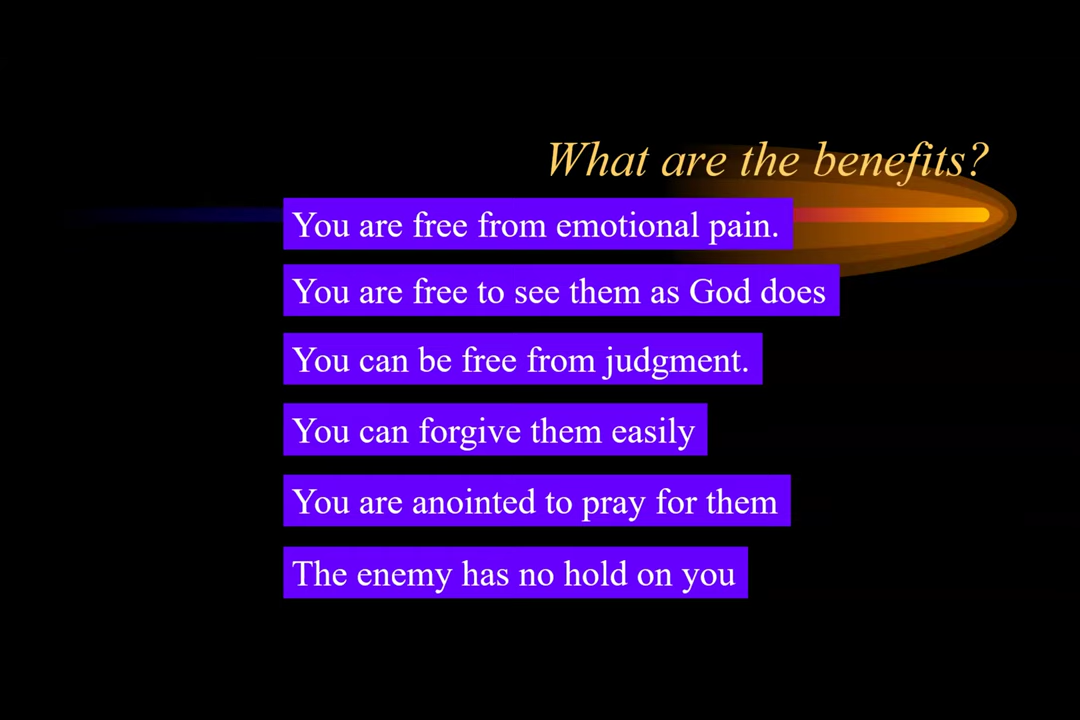 What are the benefits?
You are free from emotional pain.
You are free to see them as God does
You can be free from judgment.
You can forgive them easily
You are anointed to pray for them
The enemy has no hold on you